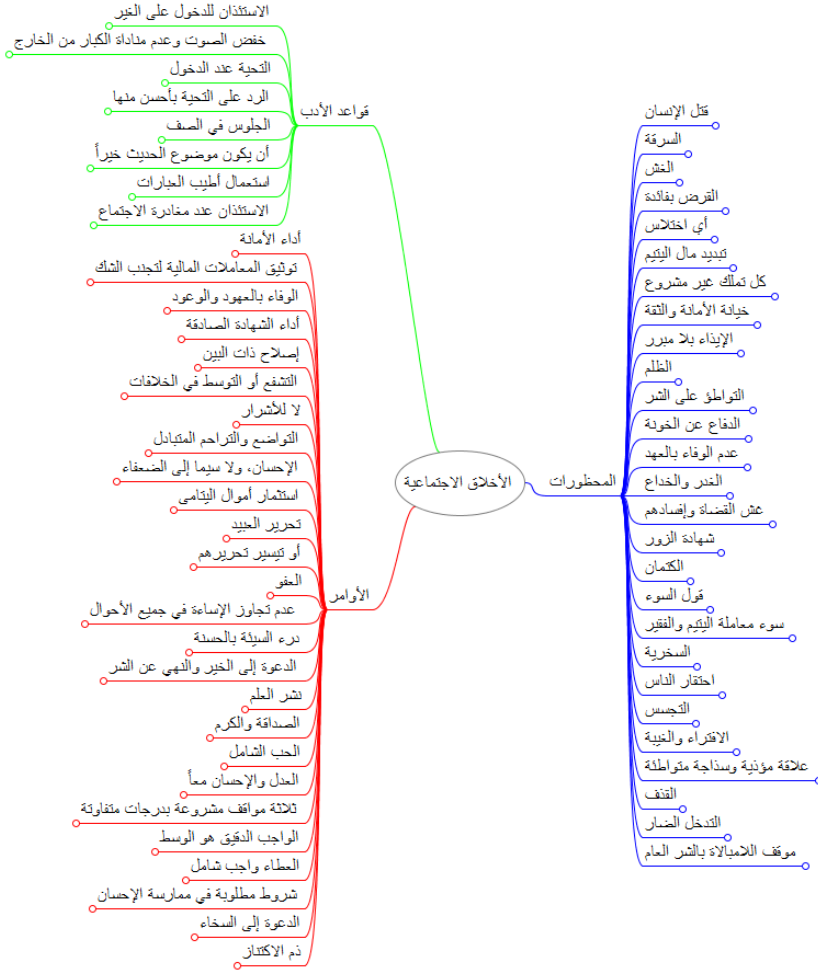 الأخلاق الاجتماعية
المحظورات
قتل الإنسان
السرقة
الغش
القرض بفائدة
أي اختلاس
تبديد مال اليتيم
كل تملك غير مشروع
خيانة الأمانة والثقة
الإيذاء بلا مبرر
الظلم
التواطؤ على الشر
الدفاع عن الخونة
عدم الوفاء بالعهد
الغدر والخداع
غش القضاة وإفسادهم
شهادة الزور
الكتمان
قول السوء
سوء معاملة اليتيم والفقير
السخرية
احتقار الناس
التجسس
الافتراء والغيبة
علاقة مؤذية وسذاجة متواطئة
القذف
التدخل الضار
موقف اللامبالاة بالشر العام
قواعد الأدب
الاستئذان للدخول على الغير
خفض الصوت وعدم مناداة الكبار من الخارج
التحية عند الدخول
الرد على التحية بأحسن منها
الجلوس في الصف
أن يكون موضوع الحديث خيراً
استعمال أطيب العبارات
الاستئذان عند مغادرة الاجتماع
الأوامر
أداء الأمانة
توثيق المعاملات المالية لتجنب الشك
الوفاء بالعهود والوعود
أداء الشهادة الصادقة
إصلاح ذات البين
التشفع أو التوسط في الخلافات
لا للأشرار
التواضع والتراحم المتبادل
الإحسان، ولا سيما إلى الضعفاء
استثمار أموال اليتامى
تحرير العبيد
أو تيسير تحريرهم
العفو
عدم تجاوز الإساءة في جميع الأحوال
درء السيئة بالحسنة
الدعوة إلى الخير والنهي عن الشر
نشر العلم
الصداقة والكرم
الحب الشامل
العدل والإحسان معاً
ثلاثة مواقف مشروعة بدرجات متفاوتة
الواجب الدقيق هو الوسط
العطاء واجب شامل
شروط مطلوبة في ممارسة الإحسان
الدعوة إلى السخاء
ذم الاكتناز